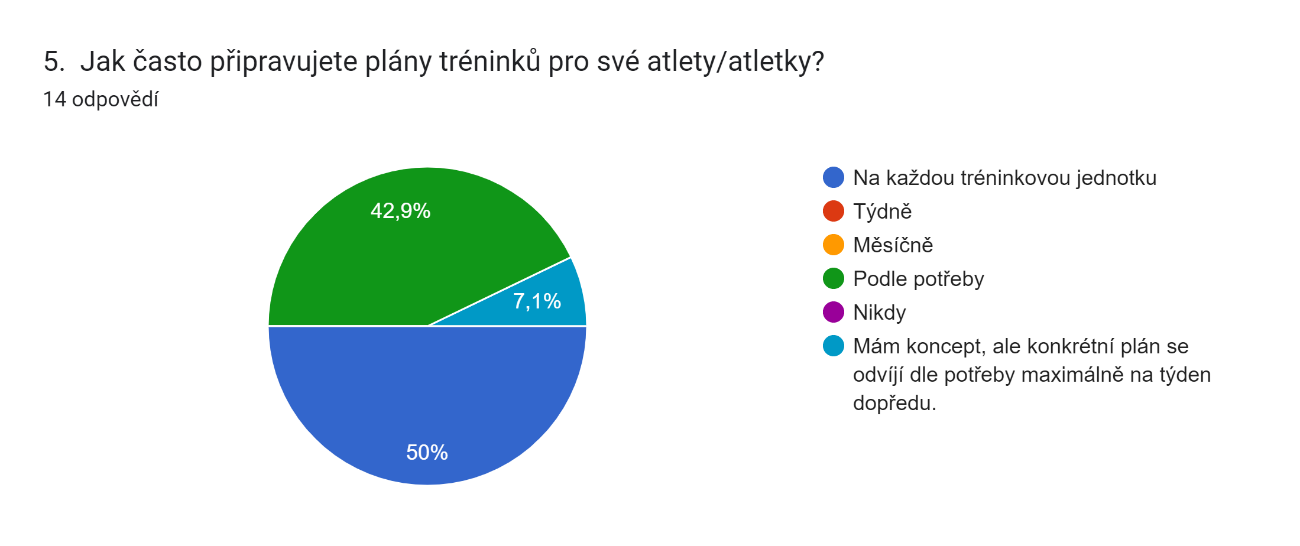 5. Jak často připravujete plány tréninků pro své atlety/atletky?
14 odpovědí
42,9%
7,1%
50%
Na každou tréninkovou jednotku
Týdně
Měsíčně
Podle potřeby
Nikdy
Mám koncept, ale konkrétní plán se
odvíjí dle potřeby maximálně na týden
dopředu.